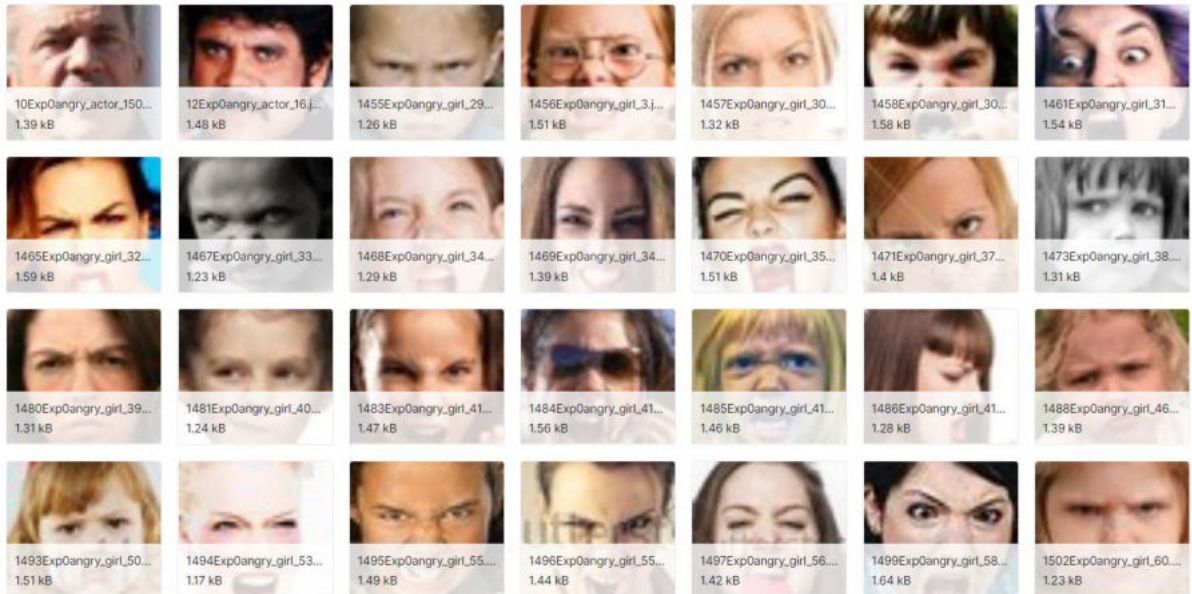 10Exp0angry_actor_150...
1.39 kB
12Exp0angry_actor_16.j...
1.48 kB
1455Exp0angry_girl_29...
1.26 kB
1456Exp0angry_girl_3.j...
1.51 kB
1457Exp0angry_girl_30...
1.32 kB
1458Exp0angry_girl_30...
1.58 kB
1461Exp0angry_girl_31...
1.54 kB
1465Exp0angry_girl_32...
1.59 kB
1467Exp0angry_girl_33...
1.23 kB
1468Exp0angry_girl_34...
1.29 kB
1469Exp0angry_girl_34...
1.39 kB
1470Exp0angry_girl_35...
1.51 kB
1471Exp0angry_girl_37...
1.4 kB
1473Exp0angry_girl_38....
1.31 kB
1480Exp0angry_girl_39...
1.31 kB
1481Exp0angry_girl_40...
1.24 kB
1483Exp0angry_girl_41...
1.47 kB
1484Exp0angry_girl_41...
1.56 kB
1485Exp0angry_girl_41...
1.46 kB
1486Exp0angry_girl_41...
1.28 kB
1488Exp0angry_girl_46...
1.39 kB
1493Exp0angry_girl_50...
1.51 kB
1494Exp0angry_girl_53...
1.17 kB
1495Exp0angry_girl_55....
1.49 kB
1496Exp0angry_girl_55...
1.44 kB
1497Exp0angry_girl_56...
1.42 kB
1499Exp0angry_girl_58...
1.64 kB
1502Exp0angry_girl_60....
1.23 kB